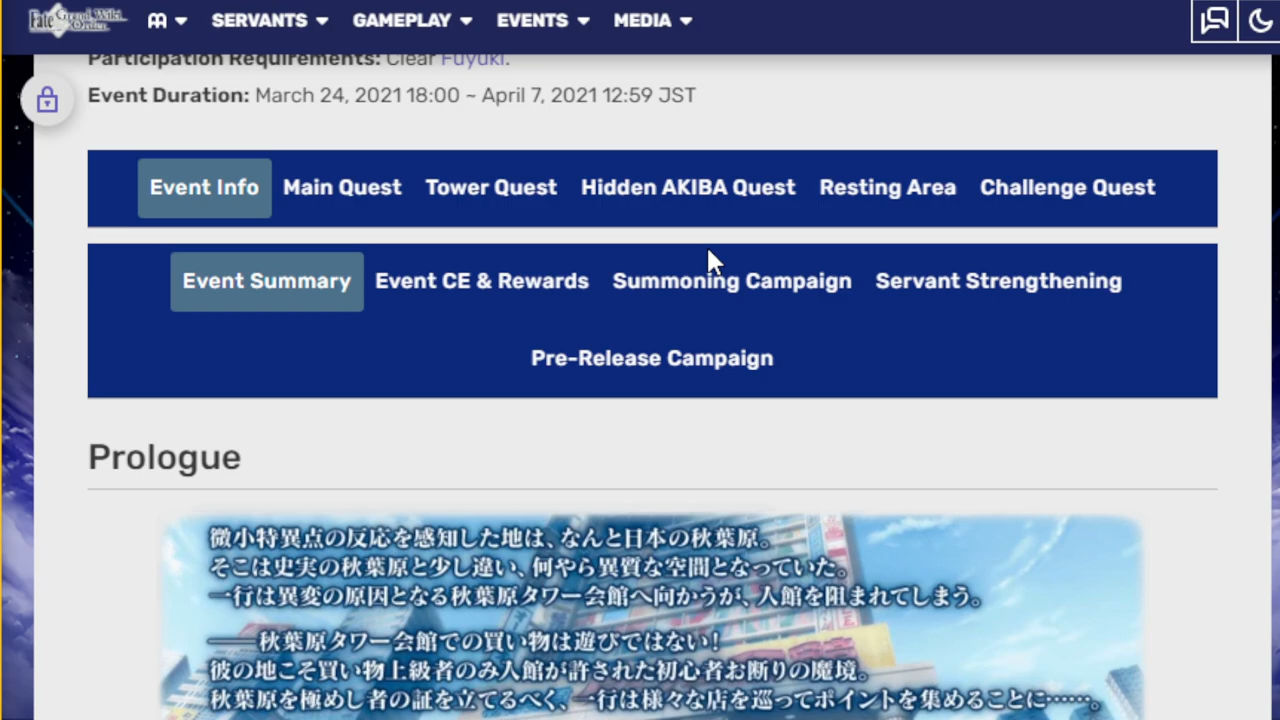 Fate Grand Wiki Order
SERVANTS GAMEPLAY EVENTS MEDIA
Participation Requirements: Clear Fuyuki.
Event Duration: March 24, 2021 18:00 ~ April 7, 2021 12:59 JST
Event Info Main Quest Tower Quest Hidden AKIBA Quest Resting Area Challenge Quest
Event Summary Event CE & Rewards Summoning Campaign Servant Strengthening
Pre-Release Campaign
Prologue
微小特異点の反応を感知した地は、なんと日本の秋葉原。
そこは史実の秋葉原と少し違い、何やら異質な空間となっていた。
一行は異変の原因となる秋葉原タワー会館へ向かうが、入館を阻まれてしまう。
――秋葉原タワー会館での買い物は遊びではない！
彼の地こそ買い物上級者のみ入館が許された初心者お断りの魔境。
秋葉原を極めし者の証を立てるべく、一行は様々な店を巡ってポイントを集めることに……。